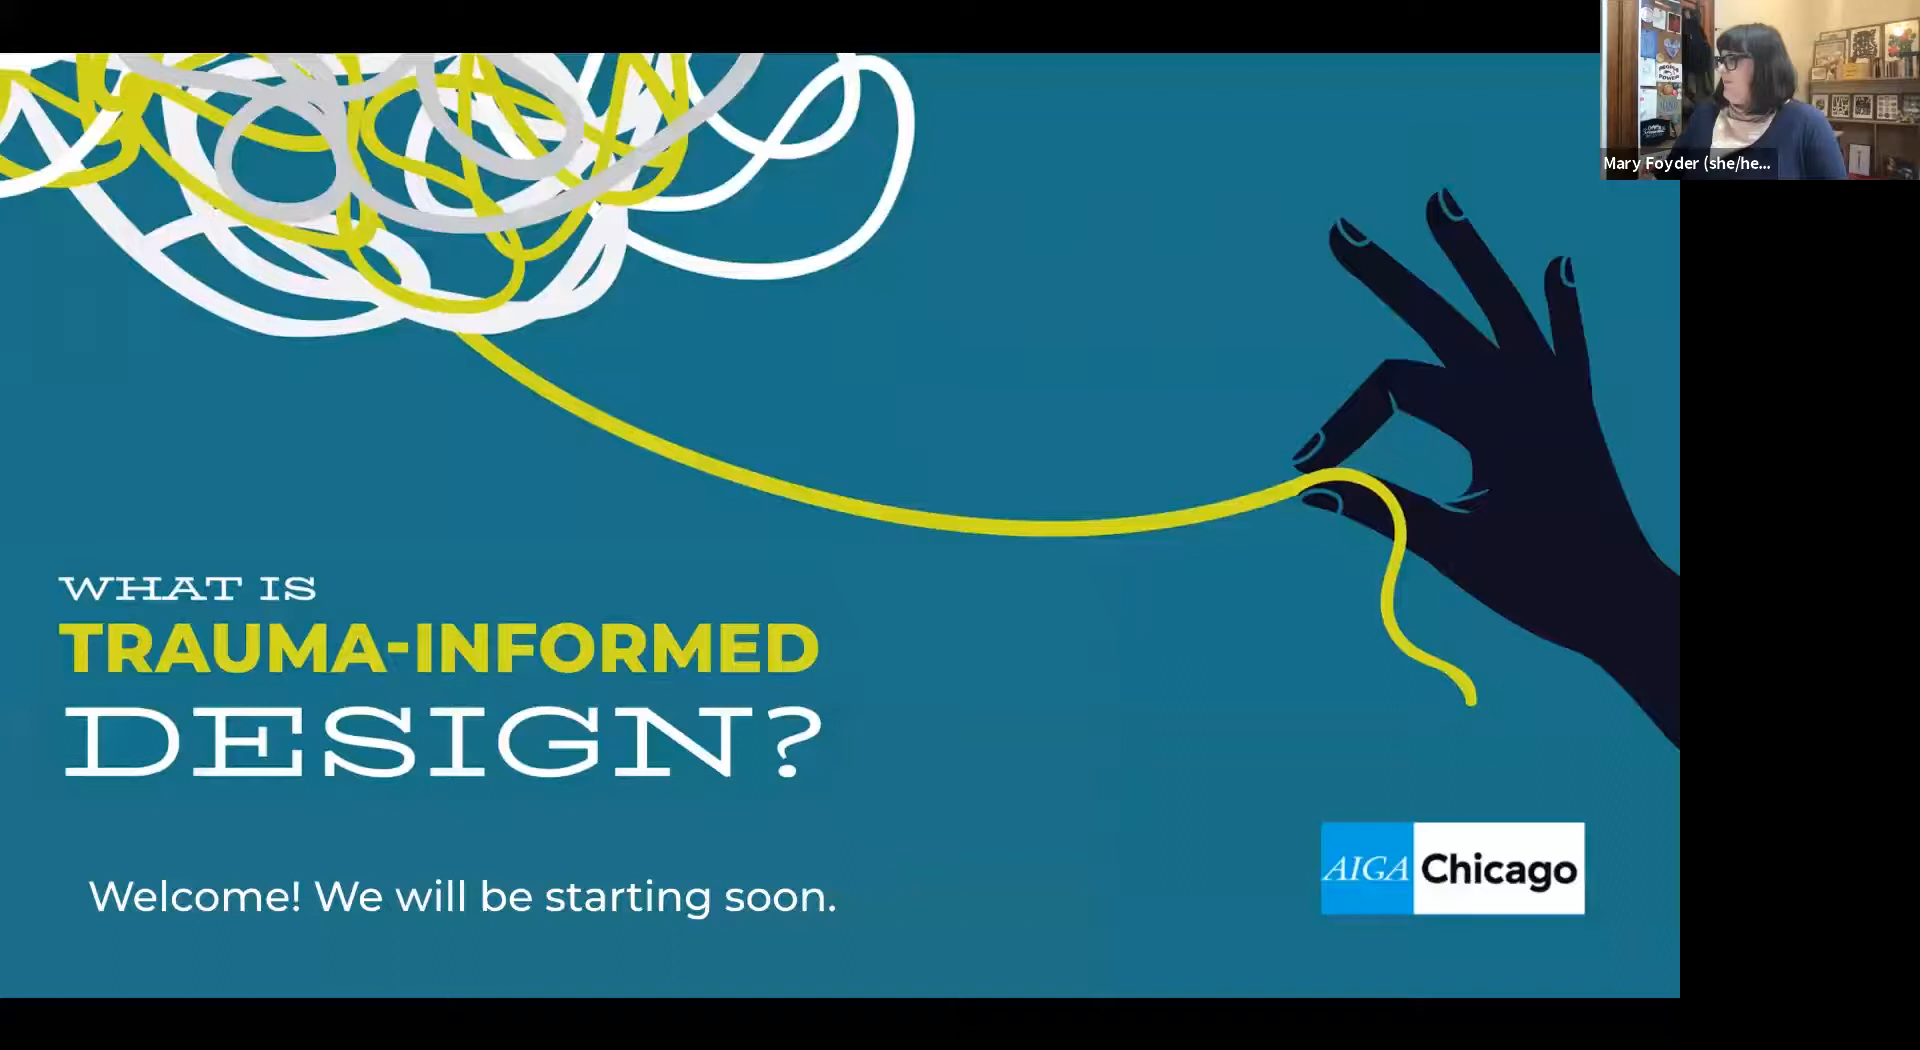 Mary Foyder (she/he...
WHAT IS
TRAUMA-INFORMED
DESIGN?
Welcome! We will be starting soon.
AIGA Chicago